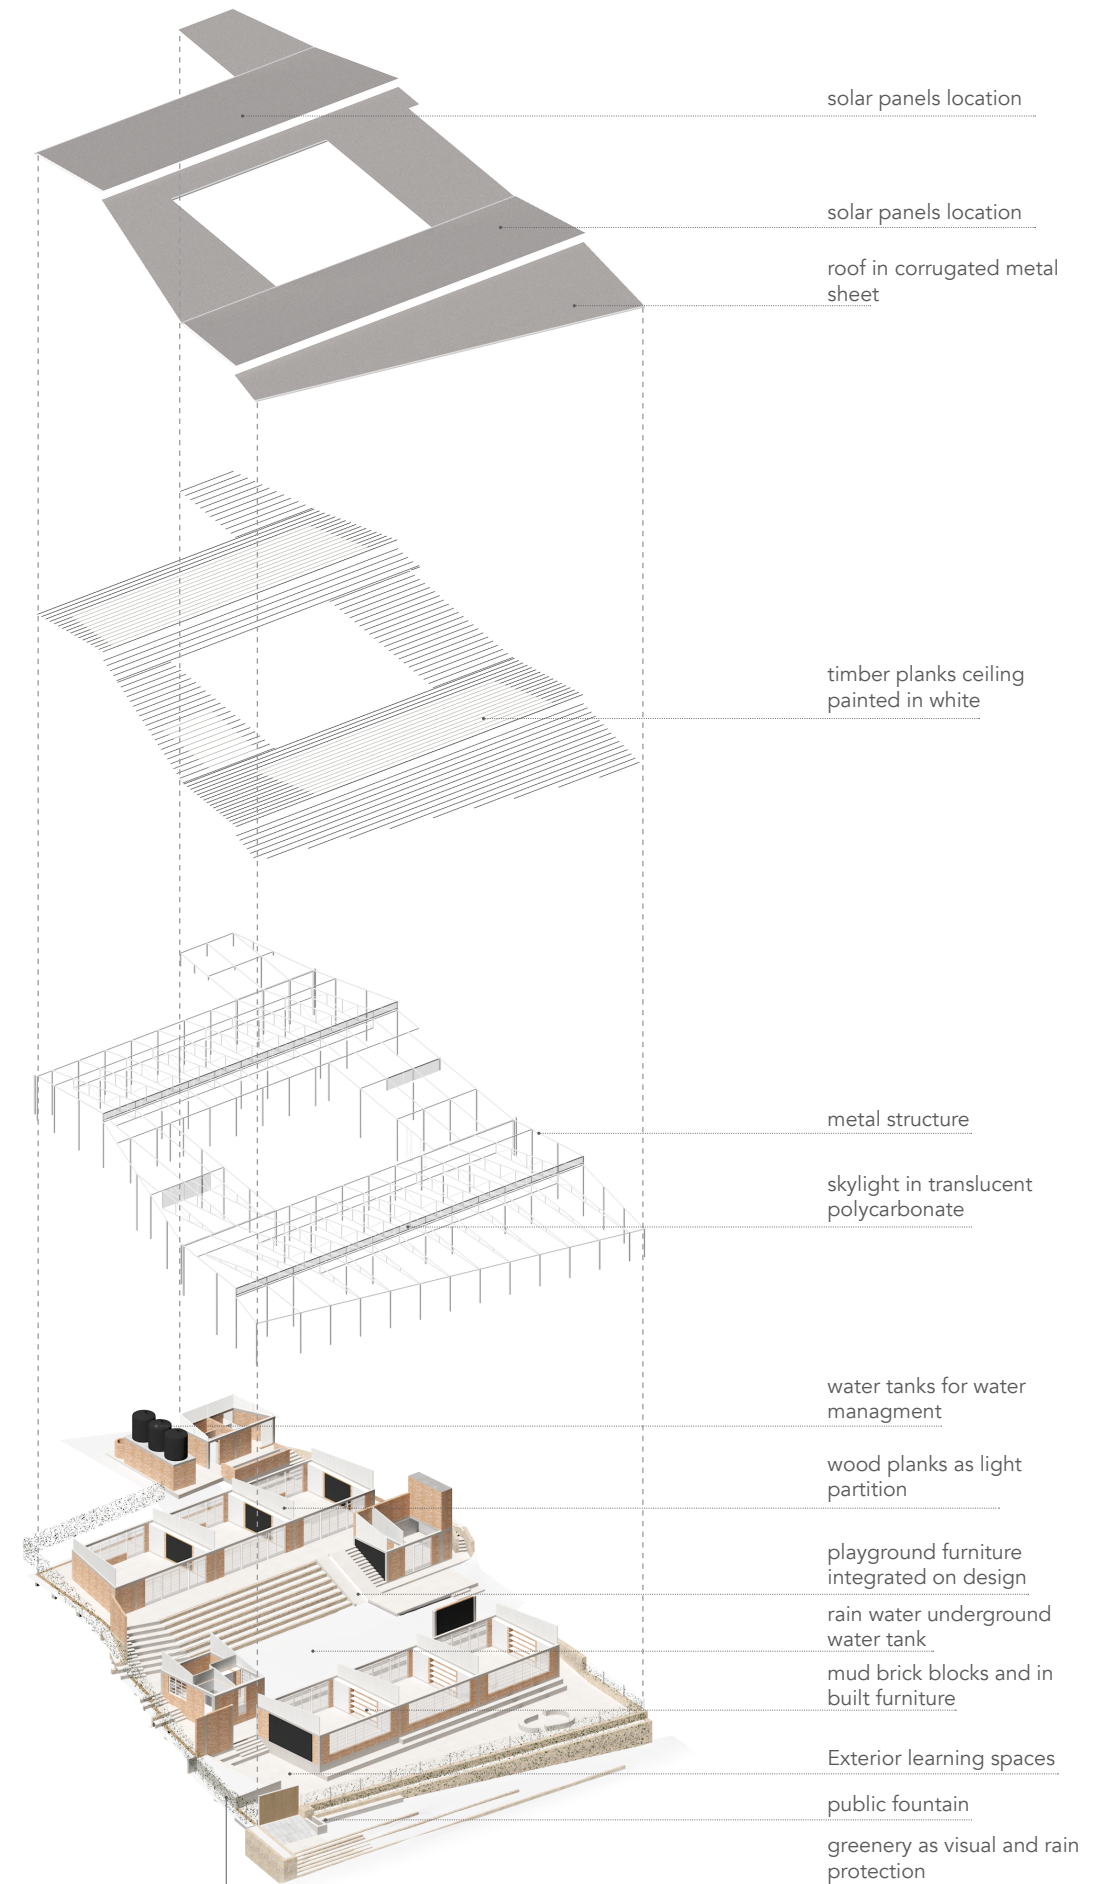 solar panels location
solar panels location
roof in corrugated metal
sheet
timber planks ceiling
painted in white
metal structure
skylight in translucent
polycarbonate
water tanks for water
managment
wood planks as light
partition
playground furniture
integrated on design
rain water underground
water tank
mud brick blocks and in
built furniture
Exterior learning spaces
public fountain
greenery as visual and rain
protection